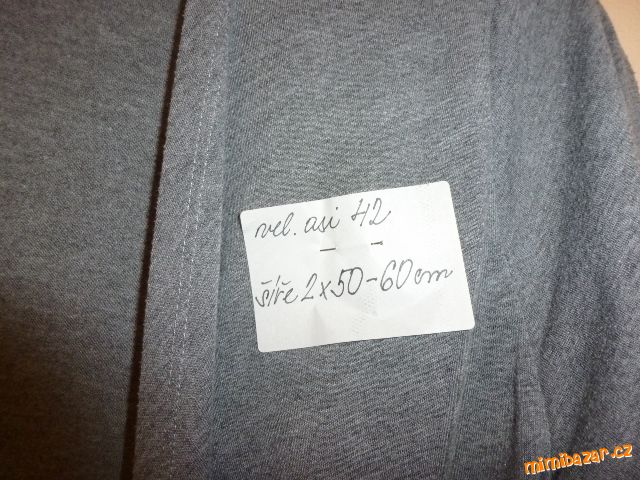 vel. asi 42
šíře 2x50-60cm
mimibazar.cz